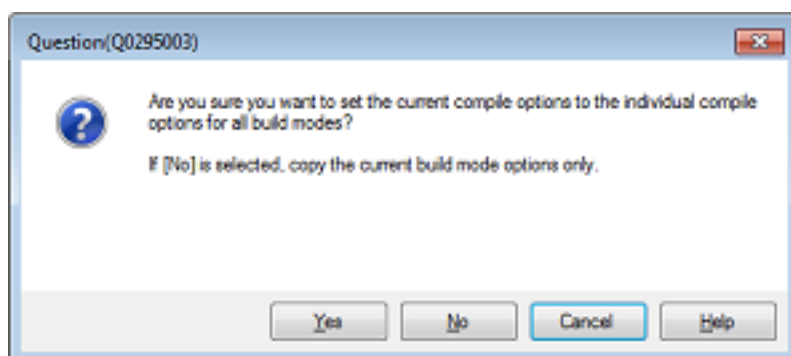 Question(Q0295003)
Are you sure you want to set the current compile options to the individual compile
options for all build modes?
If [No] is selected, copy the current build mode options only.
Yes No Cancel Help